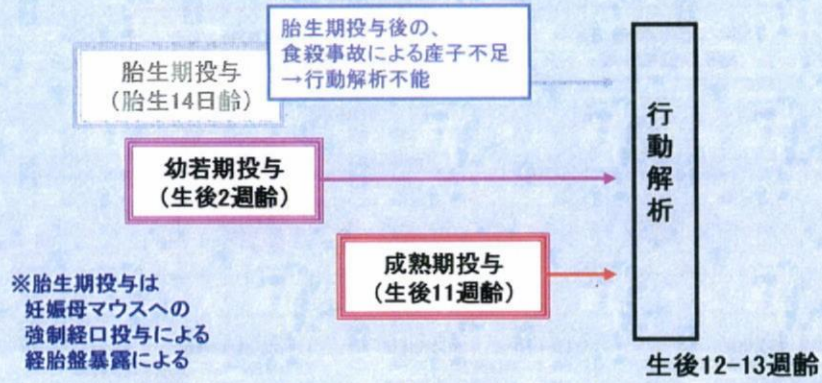 胎生期投与後の、
食殺事故による産子不足
→行動解析不能
胎生期投与
(胎生14日齢)
幼若期投与
(生後2週齢)
成熟期投与
(生後11週齢)
行動解析
※胎生期投与は
妊娠母マウスへの
強制経口投与による
経胎盤暴露による
生後12-13週齢